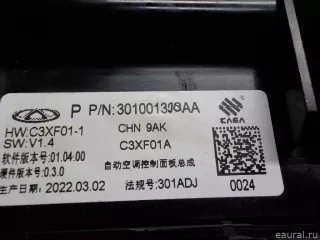 P P/N:301001303AA
HW:C3XF01-1 CHN 9AK
SW:V1.4 C3XF01A
CAEA
软件版本号:01.04.00 自动空调控制面板总成
硬件版本号:0.3.0
生产日期:2022.03.02 法规号:301ADJ 0024
eaural.ru